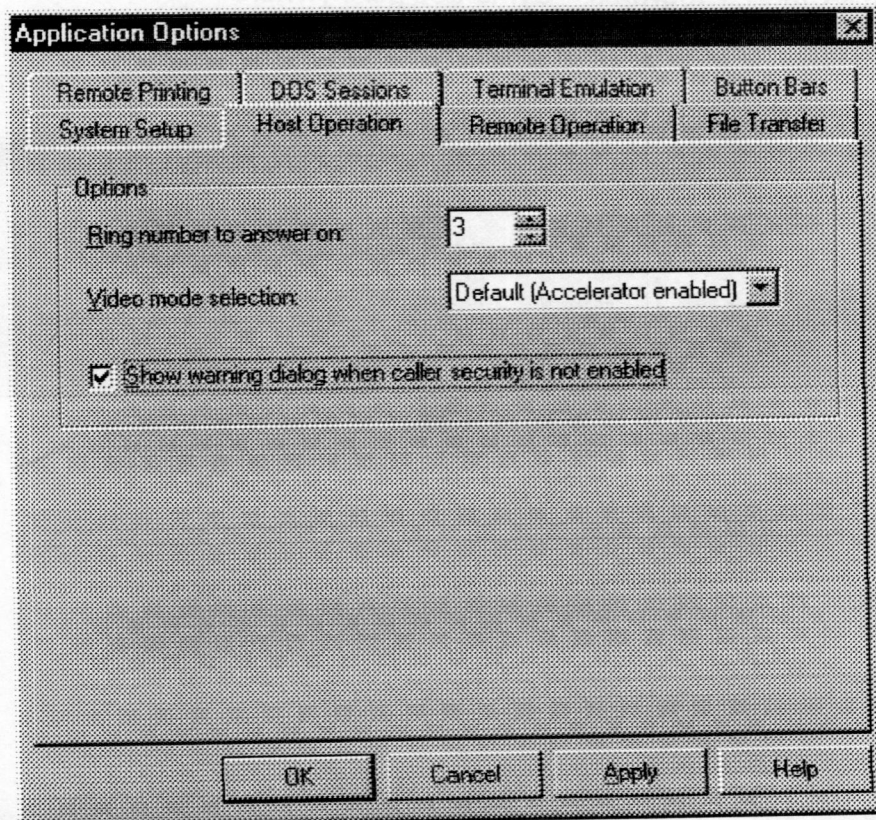 Application Options
Remote Printing DOS Sessions Terminal Emulation Button Bars
System Setup Host Operation Remote Operation File Transfer
Options
Ring number to answer on: 3
Video mode selection: Default (Accelerator enabled)
Show warning dialog when caller security is not enabled
OK Cancel Apply Help